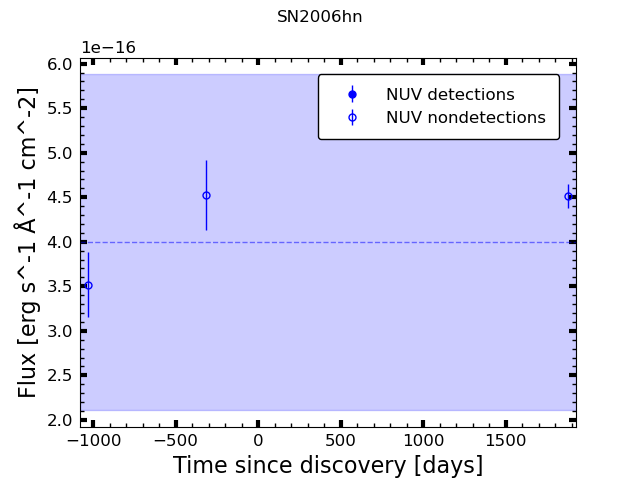 SN2006hn
1e−16
6.0
5.5
5.0
4.5
4.0
3.5
3.0
2.5
2.0
Flux [erg s^-1 Å^-1 cm^-2]
NUV detections
NUV nondetections
−1000
−500
0
500
1000
1500
Time since discovery [days]